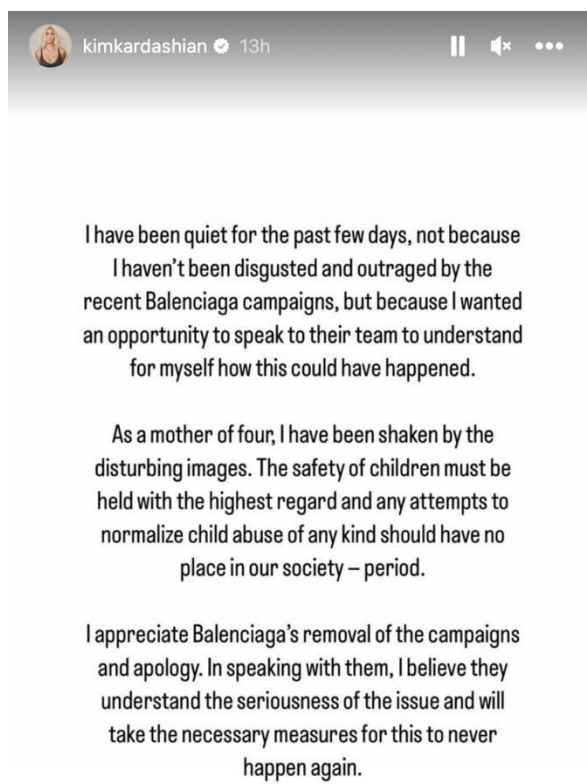 kimkardashian 13h
I have been quiet for the past few days, not because
I haven't been disgusted and outraged by the
recent Balenciaga campaigns, but because I wanted
an opportunity to speak to their team to understand
for myself how this could have happened.
As a mother of four, I have been shaken by the
disturbing images. The safety of children must be
held with the highest regard and any attempts to
normalize child abuse of any kind should have no
place in our society – period.
I appreciate Balenciaga's removal of the campaigns
and apology. In speaking with them, I believe they
understand the seriousness of the issue and will
take the necessary measures for this to never
happen again.